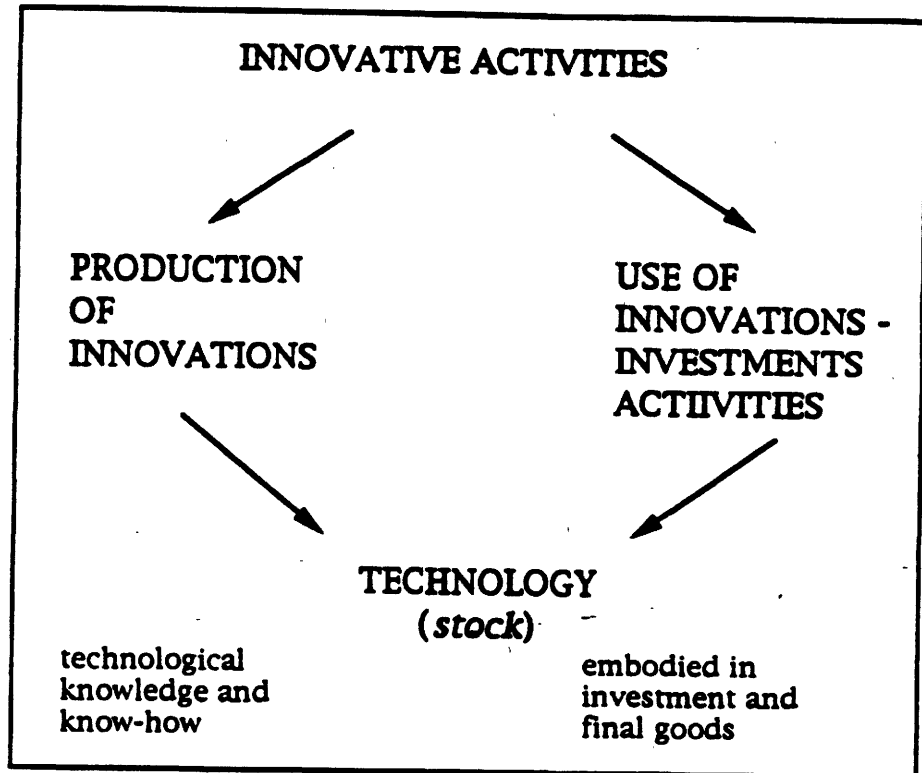 INNOVATIVE ACTIVITIES
PRODUCTION
OF
INNOVATIONS
USE OF
INNOVATIONS -
INVESTMENTS
ACTIIVITIES
TECHNOLOGY
(stock)
technological
knowledge and
know-how
embodied in
investment and
final goods